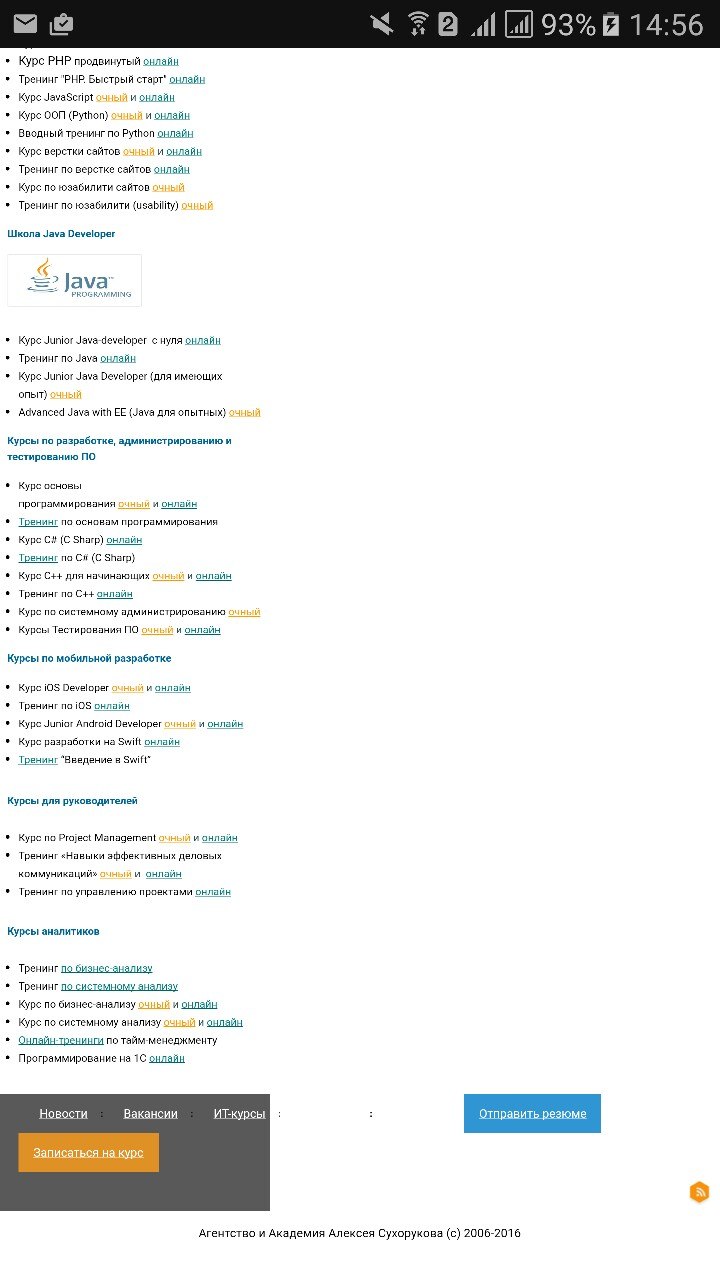 2 93% 14:56
Курс PHP продвинутый онлайн
Тренинг "PHP. Быстрый старт" онлайн
Курс JavaScript очный и онлайн
Курс ООП (Python) очный и онлайн
Вводный тренинг по Python онлайн
Курс верстки сайтов очный и онлайн
Тренинг по верстке сайтов онлайн
Курс по юзабилити сайтов очный
Тренинг по юзабилити (usability) очный
Школа Java Developer
Java™
PROGRAMMING
Курс Junior Java-developer с нуля онлайн
Тренинг по Java онлайн
Курс Junior Java Developer (для имеющих
опыт) очный
Advanced Java with EE (Java для опытных) очный
Курсы по разработке, администрированию и
тестированию ПО
Курс основы
программирования очный и онлайн
Тренинг по основам программирования
Курс C# (C Sharp) онлайн
Тренинг по C# (C Sharp)
Курс C++ для начинающих очный и онлайн
Тренинг по C++ онлайн
Курс по системному администрированию очный
Курсы Тестирования ПО очный и онлайн
Курсы по мобильной разработке
Курс iOS Developer очный и онлайн
Тренинг по iOS онлайн
Курс Junior Android Developer очный и онлайн
Курс разработки на Swift онлайн
Тренинг “Введение в Swift”
Курсы для руководителей
Курс по Project Management очный и онлайн
Тренинг «Навыки эффективных деловых
коммуникаций» очный и онлайн
Тренинг по управлению проектами онлайн
Курсы аналитиков
Тренинг по бизнес-анализу
Тренинг по системному анализу
Курс по бизнес-анализу очный и онлайн
Курс по системному анализу очный и онлайн
Онлайн-тренинги по тайм-менеджменту
Программирование на 1С онлайн
Новости : Вакансии : ИТ-курсы : : Отправить резюме
Записаться на курс
Агентство и Академия Алексея Сухорукова (c) 2006-2016